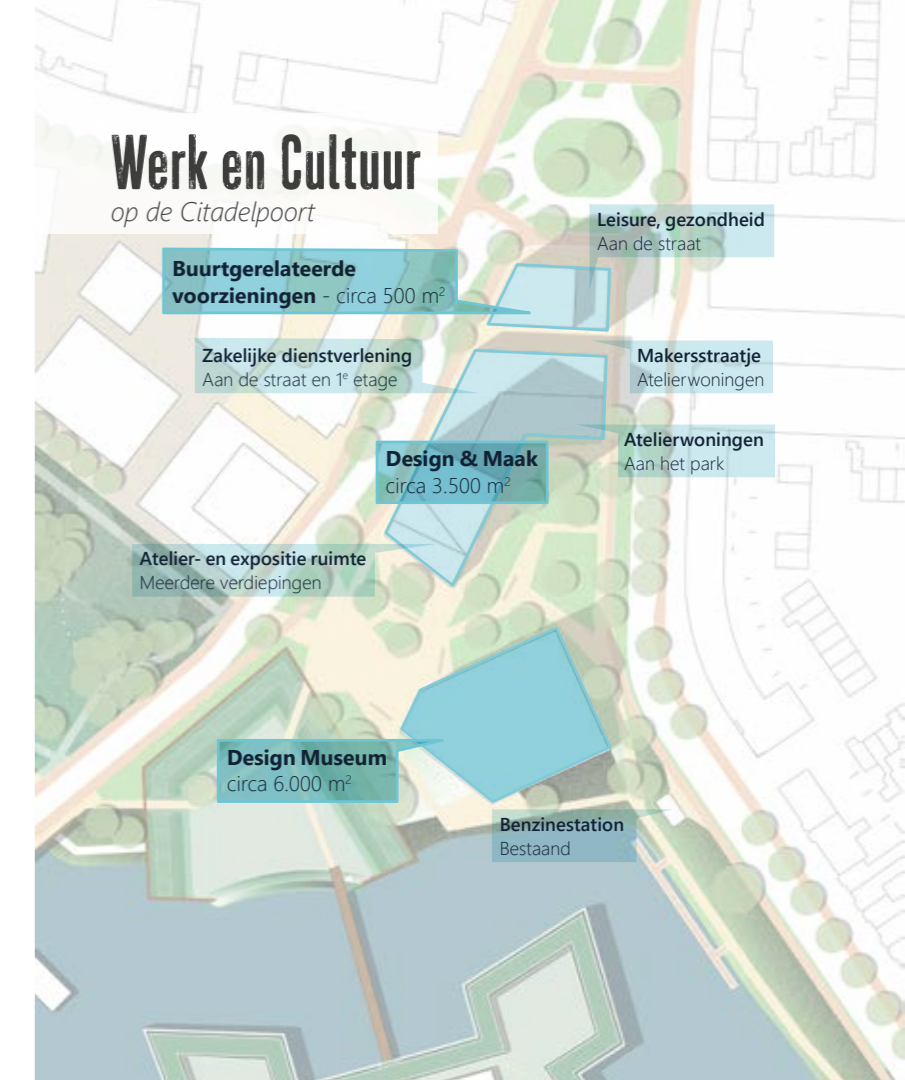 Werk en Cultuur
op de Citadelpoort
Leisure, gezondheid
Aan de straat
Buurtgerelateerde
voorzieningen - circa 500 m²
Zakelijke dienstverlening
Aan de straat en 1ᵉ etage
Makersstraatje
Atelierwoningen
Atelierwoningen
Aan het park
Design & Maak
circa 3.500 m²
Atelier- en expositie ruimte
Meerdere verdiepingen
Design Museum
circa 6.000 m²
Benzinestation
Bestaand